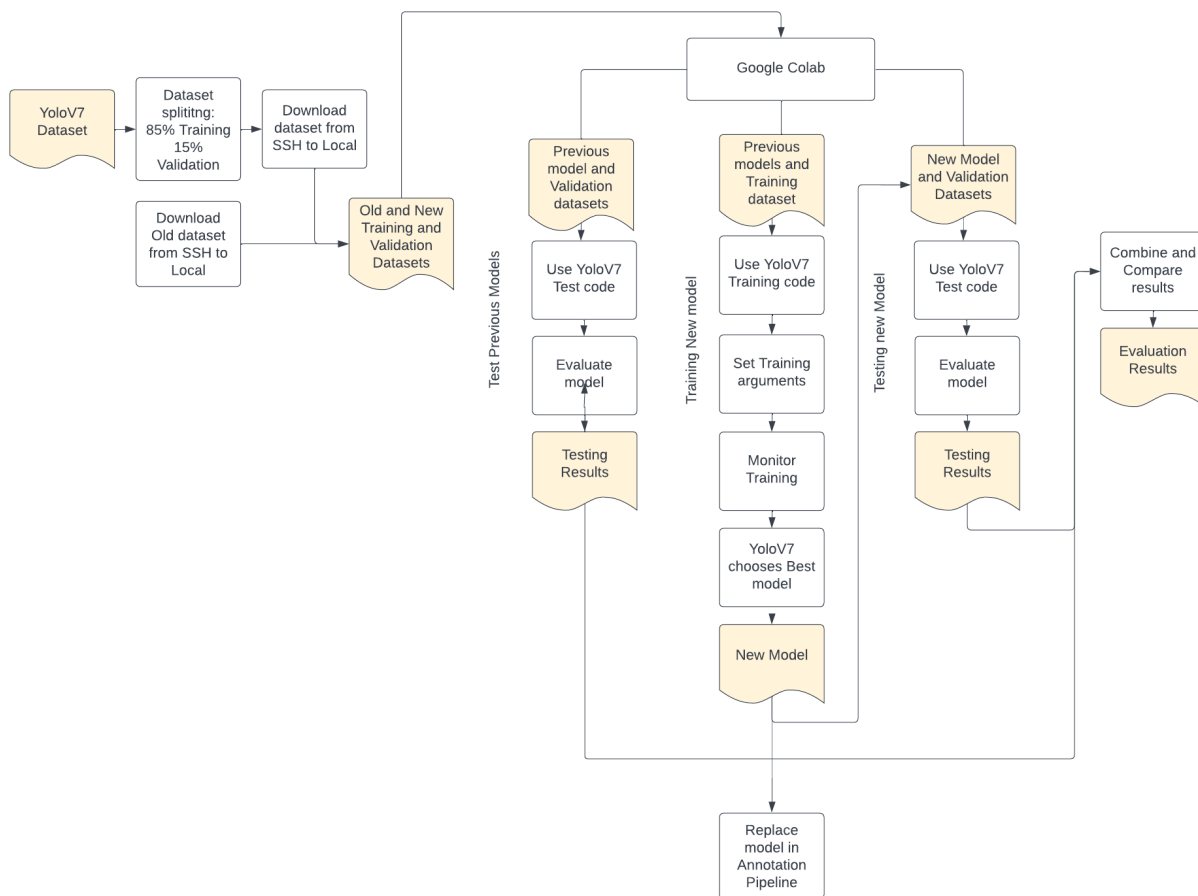 Google Colab
YoloV7
Dataset
Dataset
splititng:
85% Training
15%
Validation
Download
dataset from
SSH to Local
Download
Old dataset
from SSH to
Local
Old and New
Training and
Validation
Datasets
Test Previous Models
Previous
model and
Validation
datasets
Use YoloV7
Test code
Evaluate
model
Testing
Results
Training New model
Previous
models and
Training
dataset
Use YoloV7
Training code
Set Training
arguments
Monitor
Training
YoloV7
chooses Best
model
New Model
Replace
model in
Annotation
Pipeline
Testing new Model
New Model
and Validation
Datasets
Use YoloV7
Test code
Evaluate
model
Testing
Results
Combine and
Compare
results
Evaluation
Results